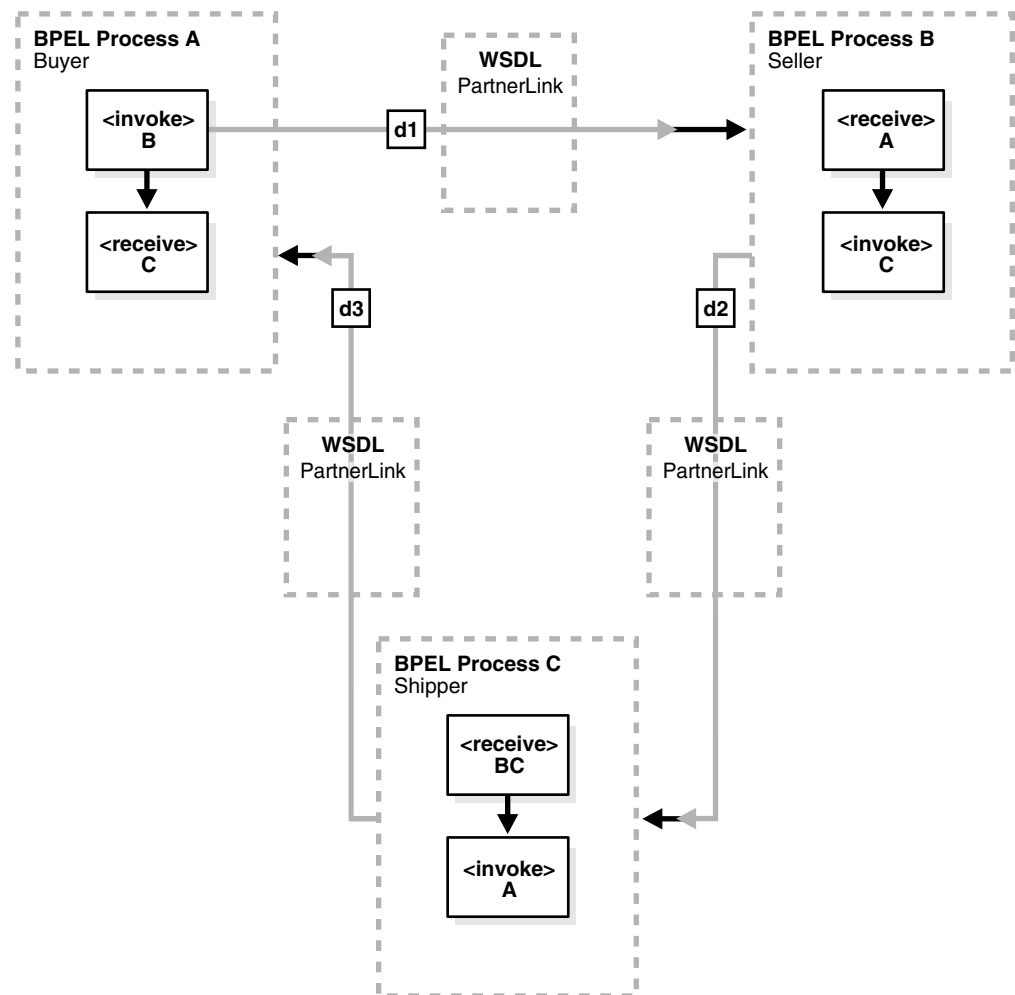 BPEL Process A
Buyer
<invoke>
B
<receive>
C
d1
WSDL
PartnerLink
BPEL Process B
Seller
<receive>
A
<invoke>
C
d3
d2
WSDL
PartnerLink
WSDL
PartnerLink
BPEL Process C
Shipper
<receive>
BC
<invoke>
A